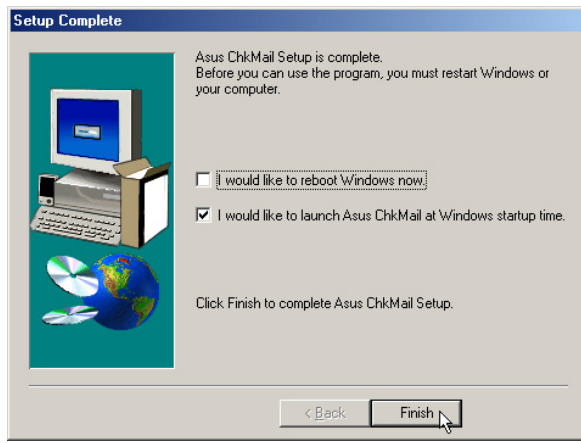 Setup Complete
Asus ChkMail Setup is complete.
Before you can use the program, you must restart Windows or
your computer.
I would like to reboot Windows now.
I would like to launch Asus ChkMail at Windows startup time.
Click Finish to complete Asus ChkMail Setup.
< Back Finish